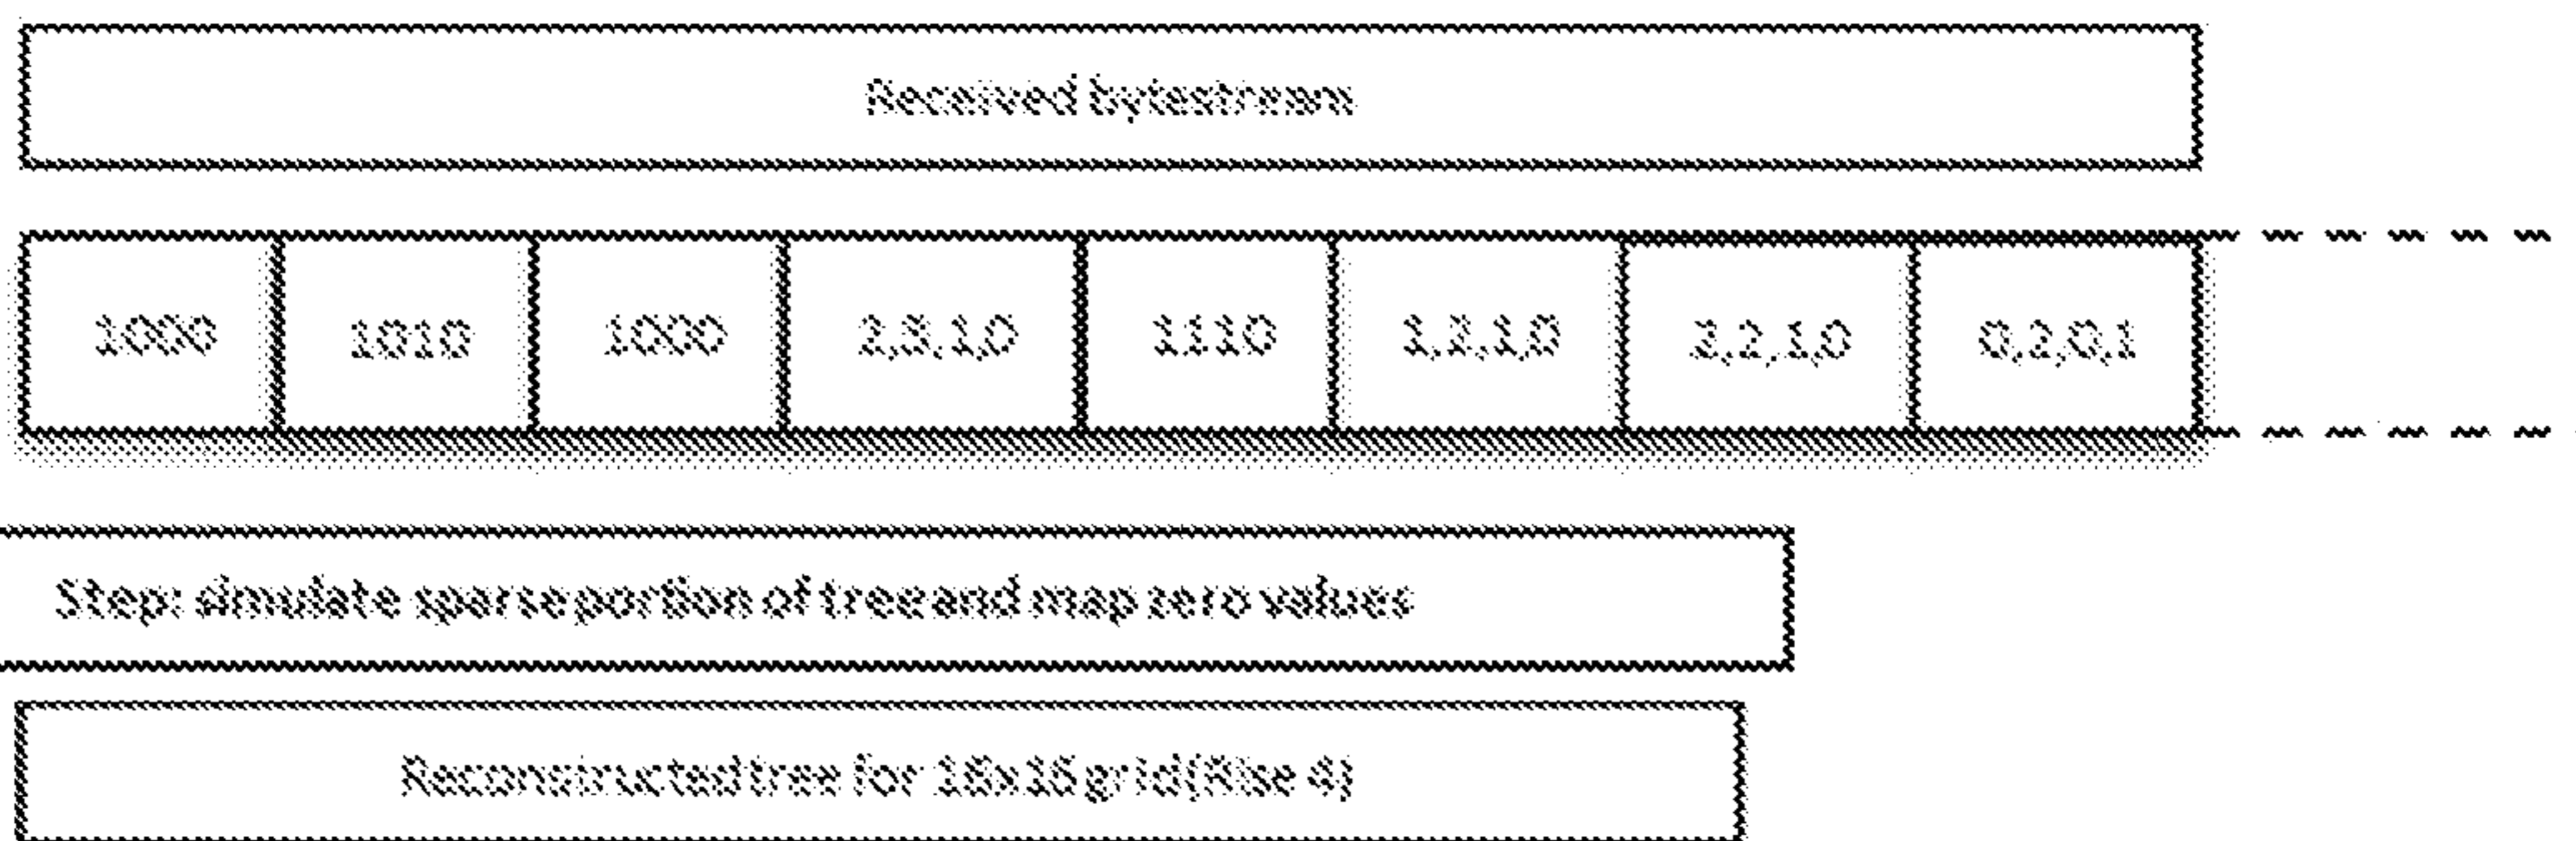 Received bytestream
1000 1010 1000 2,3,1,0 1110 1,2,1,0 2,2,1,0 0,2,0,1
Step: simulate sparse portion of tree and map zero values
Reconstructed tree for 16x16 grid (Rise 4)